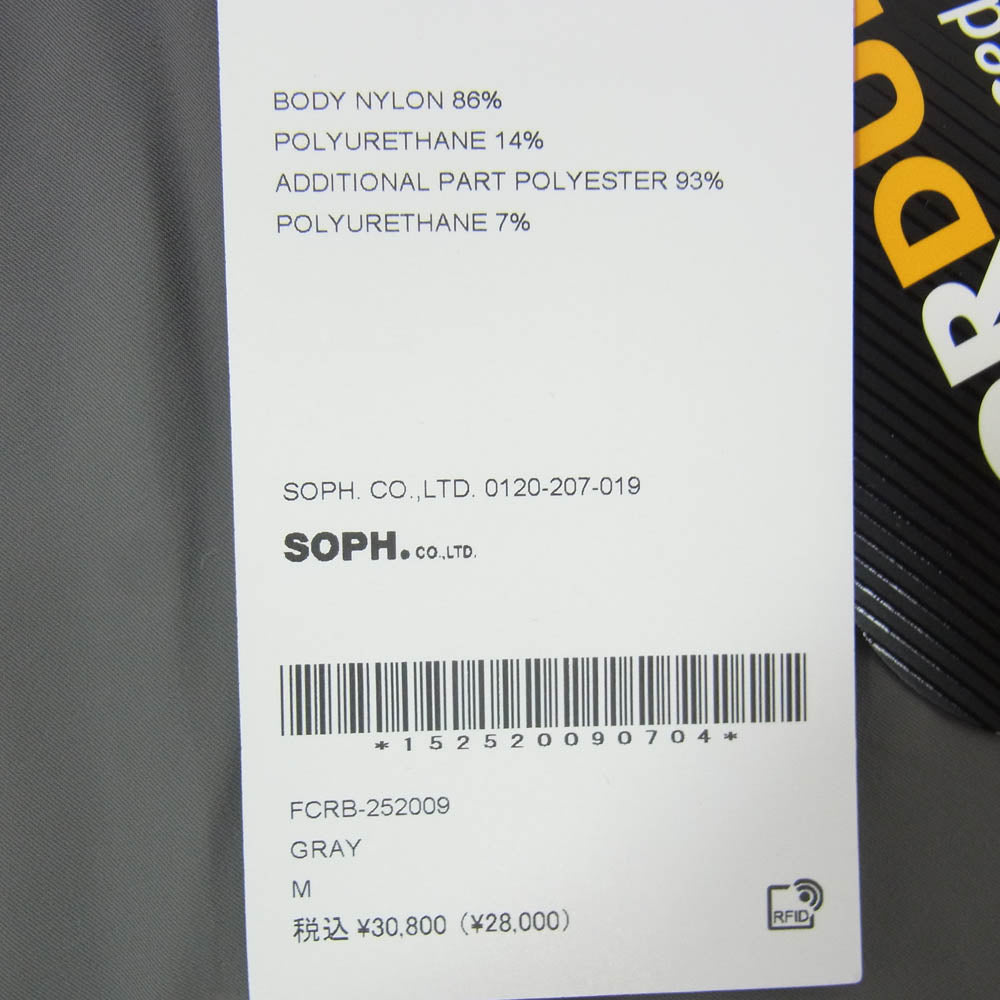 BODY NYLON 86%
POLYURETHANE 14%
ADDITIONAL PART POLYESTER 93%
POLYURETHANE 7%
SOPH. CO.,LTD. 0120-207-019
SOPH. CO.,LTD.
*152520090704*
FCRB-252009
GRAY
M
税込 ¥30,800 (¥28,000)
RFID